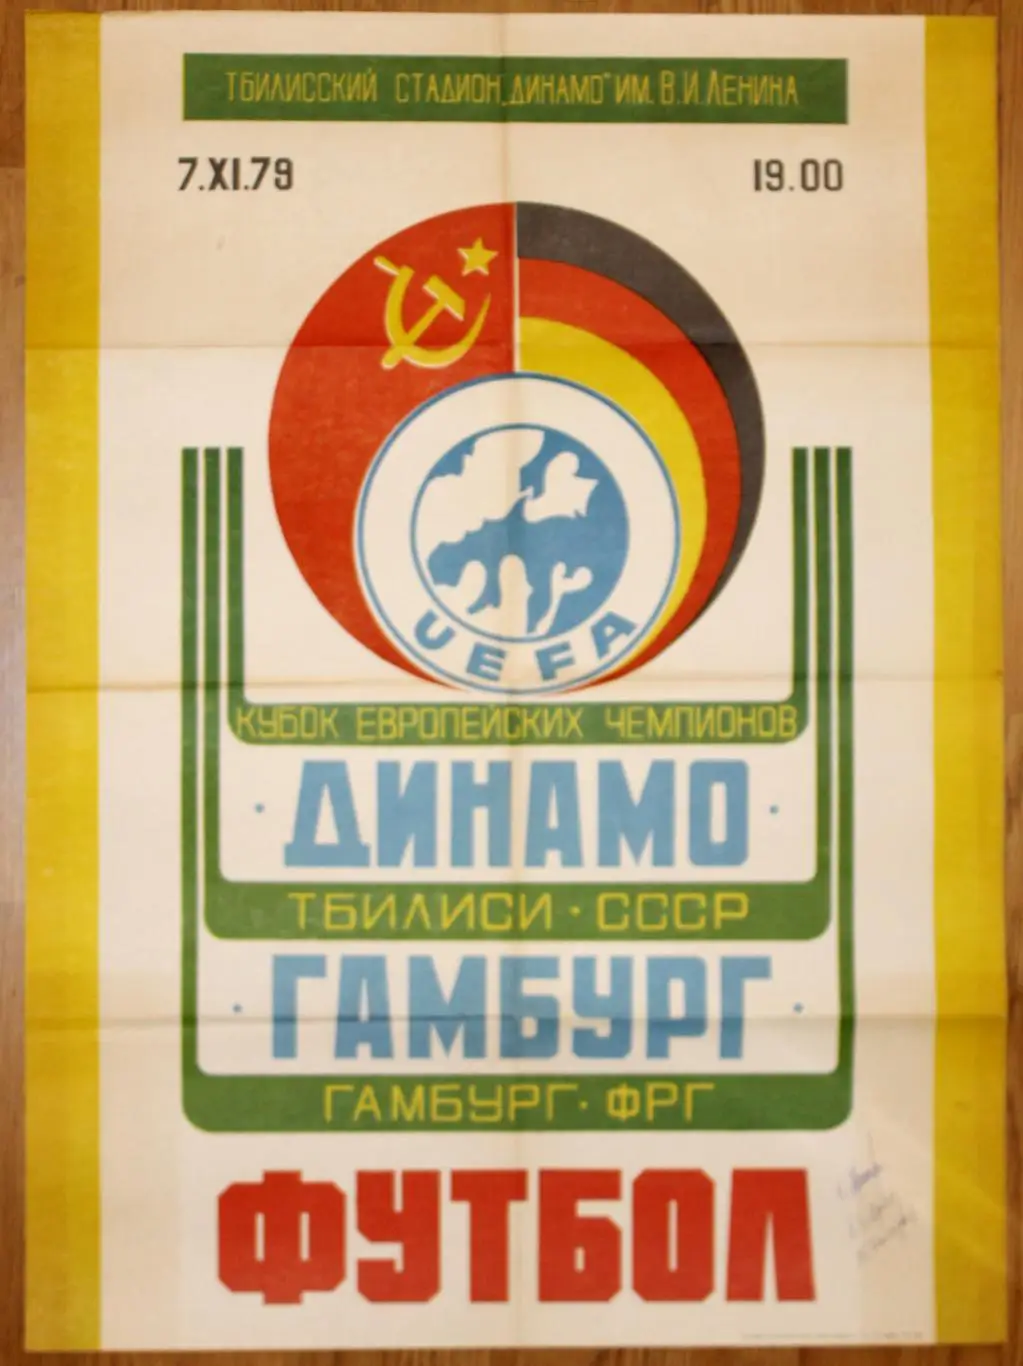 ТБИЛИССКИЙ СТАДИОН „ДИНАМО" ИМ. В.И.ЛЕНИНА
7.XI.79 19.00
UEFA
КУБОК ЕВРОПЕЙСКИХ ЧЕМПИОНОВ
· ДИНАМО ·
ТБИЛИСИ · СССР
· ГАМБУРГ ·
ГАМБУРГ · ФРГ
ФУТБОЛ